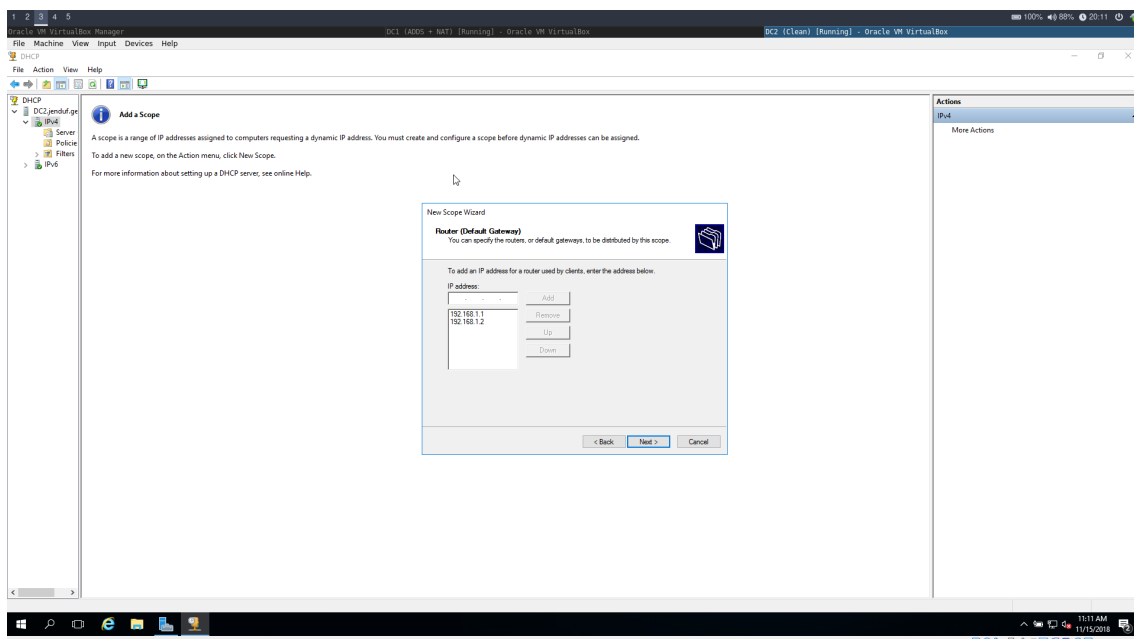 1 2 3 4 5
100% 88% 20:11
Oracle VM VirtualBox Manager
DC1 (ADDS + NAT) [Running] - Oracle VM VirtualBox
DC2 (Clean) [Running] - Oracle VM VirtualBox
File Machine View Input Devices Help
DHCP
File Action View Help
DHCP
DC2.jenduf.ge
IPv4
Server
Policie
Filters
IPv6
Add a Scope
A scope is a range of IP addresses assigned to computers requesting a dynamic IP address. You must create and configure a scope before dynamic IP addresses can be assigned.
To add a new scope, on the Action menu, click New Scope.
For more information about setting up a DHCP server, see online Help.
Actions
IPv4
More Actions
New Scope Wizard
Router (Default Gateway)
You can specify the routers, or default gateways, to be distributed by this scope.
To add an IP address for a router used by clients, enter the address below.
IP address:
Add
192.168.1.1
192.168.1.2
Remove
Up
Down
< Back Next > Cancel
11:11 AM
11/15/2018
2